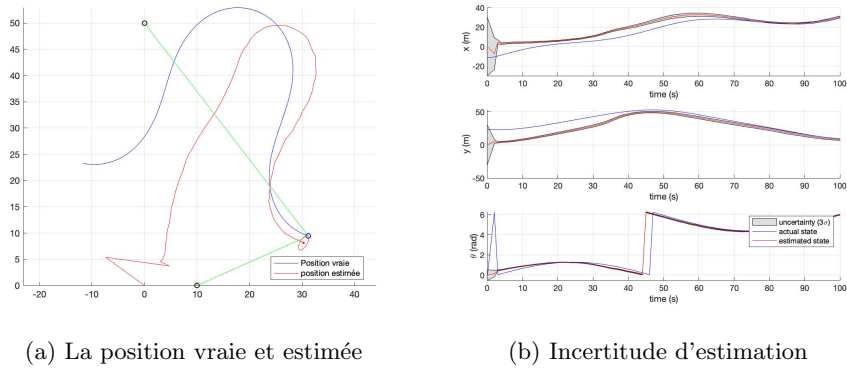 50
45
40
35
30
25
20
15
10
5
0
-20
-10
0
10
20
30
40
Position vraie
position estimée
(a) La position vraie et estimée
x (m)
40
20
0
-20
0 10 20 30 40 50 60 70 80 90 100
time (s)
y (m)
50
0
0 10 20 30 40 50 60 70 80 90 100
time (s)
θ (rad)
6
4
2
0
uncertainty (3σ)
actual state
estimated state
0 10 20 30 40 50 60 70 80 90 100
time (s)
(b) Incertitude d'estimation